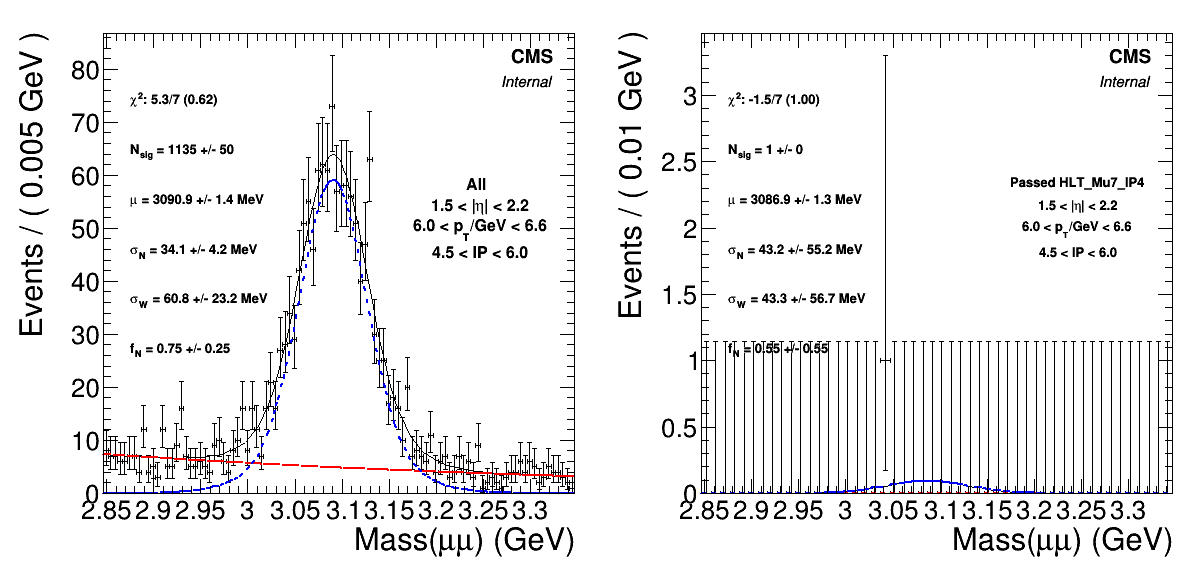 Events / ( 0.005 GeV )
80
70
60
50
40
30
20
10
0
CMS
Internal
χ²: 5.3/7 (0.62)
N_sig = 1135 +/- 50
μ = 3090.9 +/- 1.4 MeV
σ_N = 34.1 +/- 4.2 MeV
σ_W = 60.8 +/- 23.2 MeV
f_N = 0.75 +/- 0.25
All
1.5 < |η| < 2.2
6.0 < p_T/GeV < 6.6
4.5 < IP < 6.0
2.85 2.9 2.95 3 3.05 3.1 3.15 3.2 3.25 3.3
Mass(μμ) (GeV)
Events / ( 0.01 GeV )
3
2.5
2
1.5
1
0.5
0
CMS
Internal
χ²: -1.5/7 (1.00)
N_sig = 1 +/- 0
μ = 3086.9 +/- 1.3 MeV
σ_N = 43.2 +/- 55.2 MeV
σ_W = 43.3 +/- 56.7 MeV
f_N = 0.55 +/- 0.55
Passed HLT_Mu7_IP4
1.5 < |η| < 2.2
6.0 < p_T/GeV < 6.6
4.5 < IP < 6.0
2.85 2.9 2.95 3 3.05 3.1 3.15 3.2 3.25 3.3
Mass(μμ) (GeV)